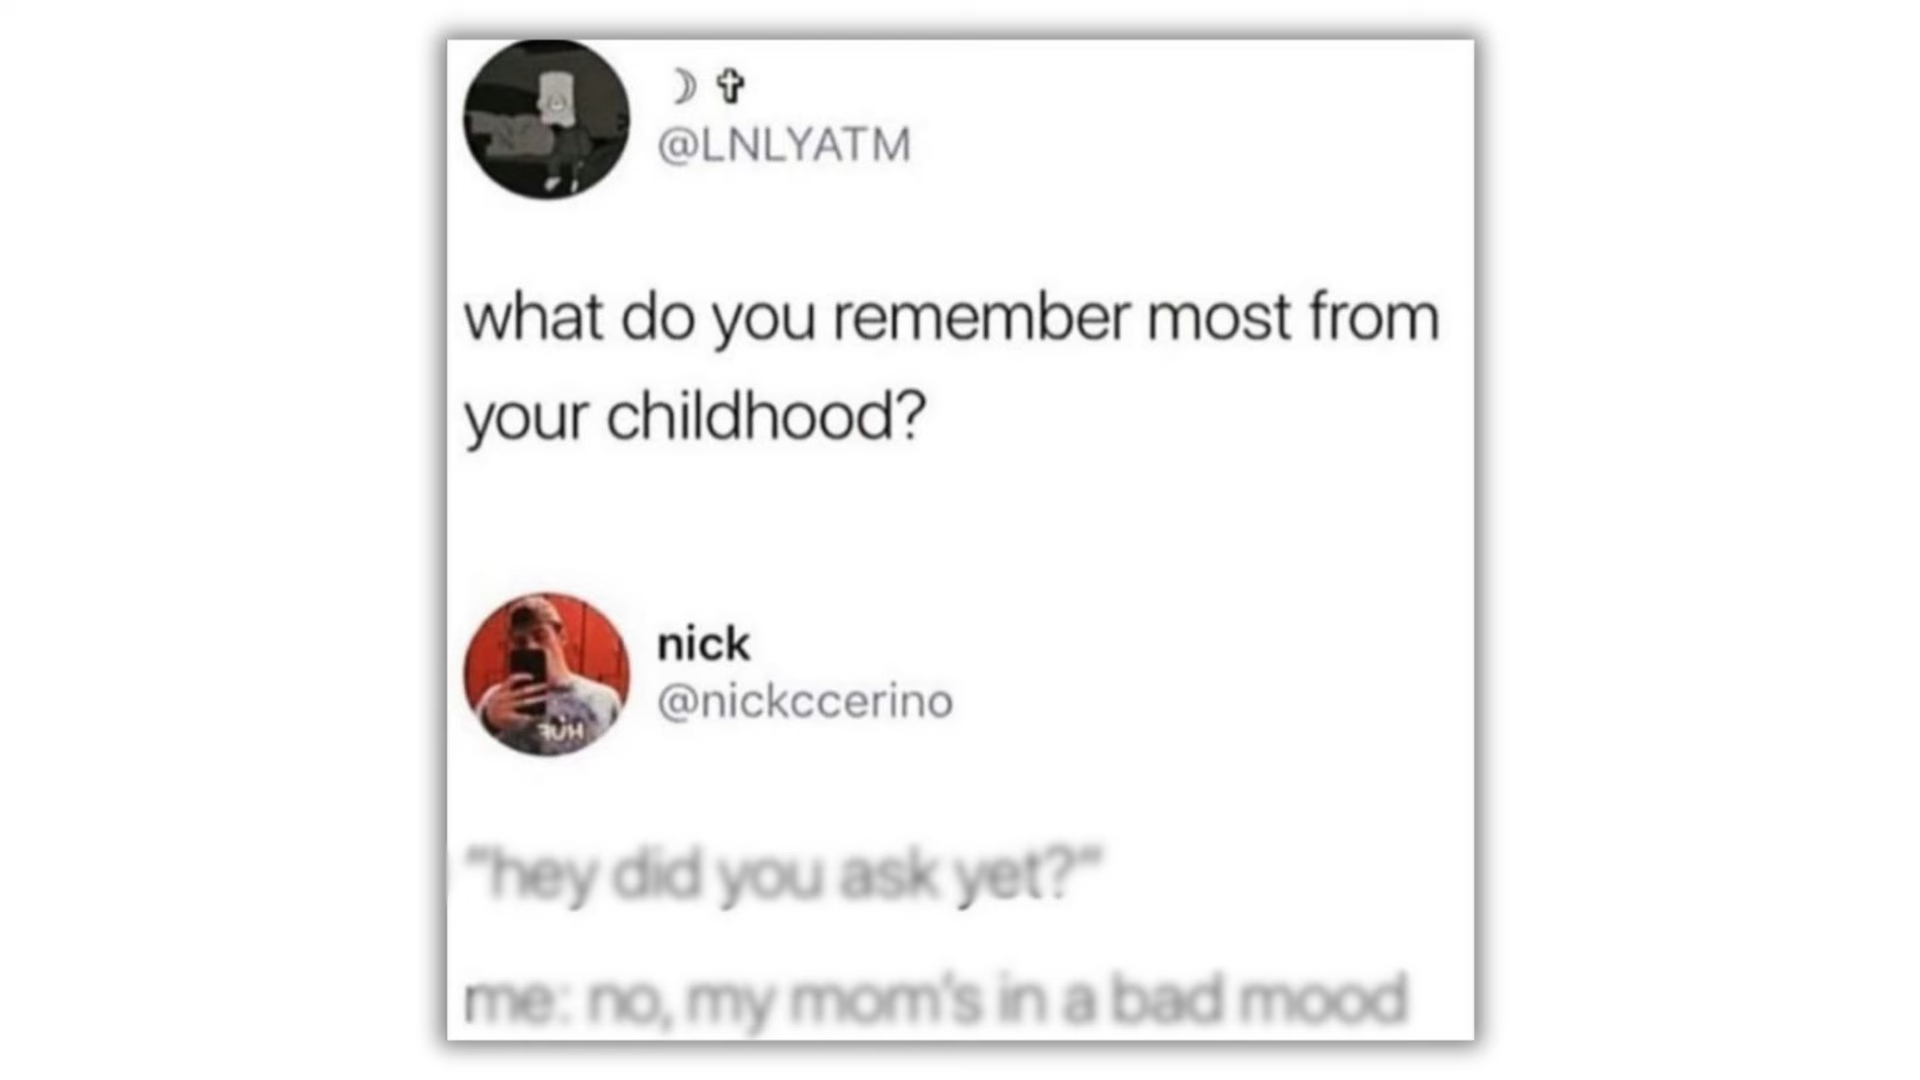 ☽ ✞
@LNLYATM
what do you remember most from
your childhood?
nick
@nickccerino
HUF
"hey did you ask yet?"
me: no, my mom's in a bad mood